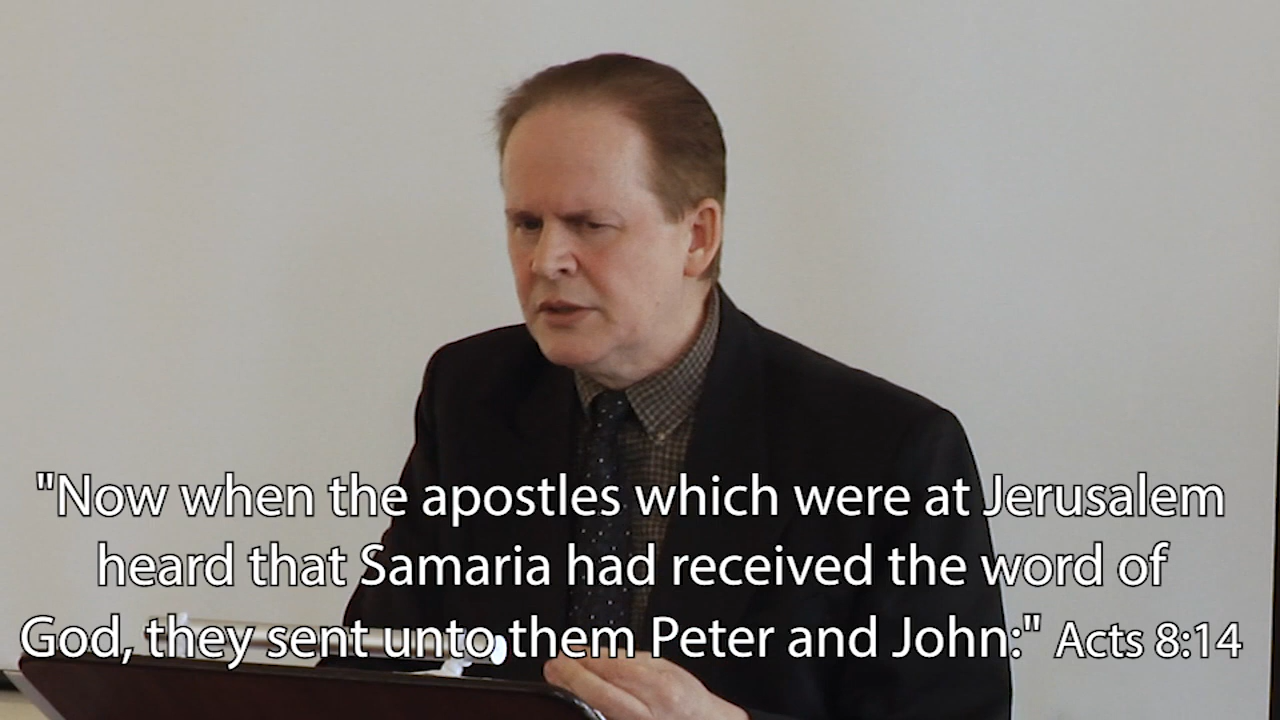 "Now when the apostles which were at Jerusalem
heard that Samaria had received the word of
God, they sent unto them Peter and John:" Acts 8:14